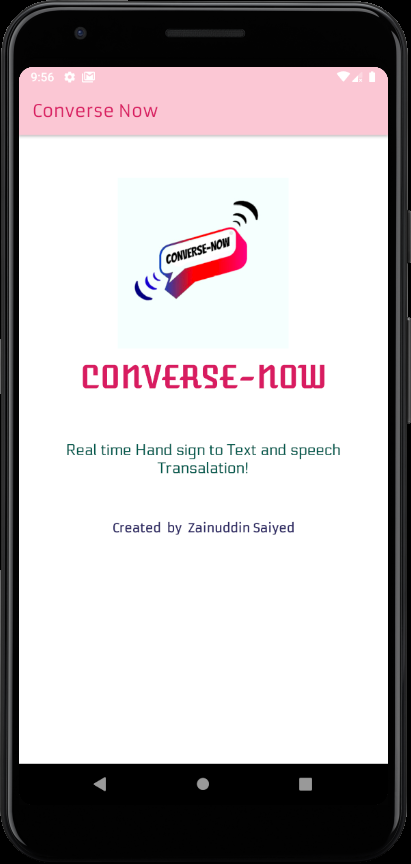 9:56
Converse Now
CONVERSE-NOW
CONVERSE-NOW
Real time Hand sign to Text and speech
Transalation!
Created by Zainuddin Saiyed